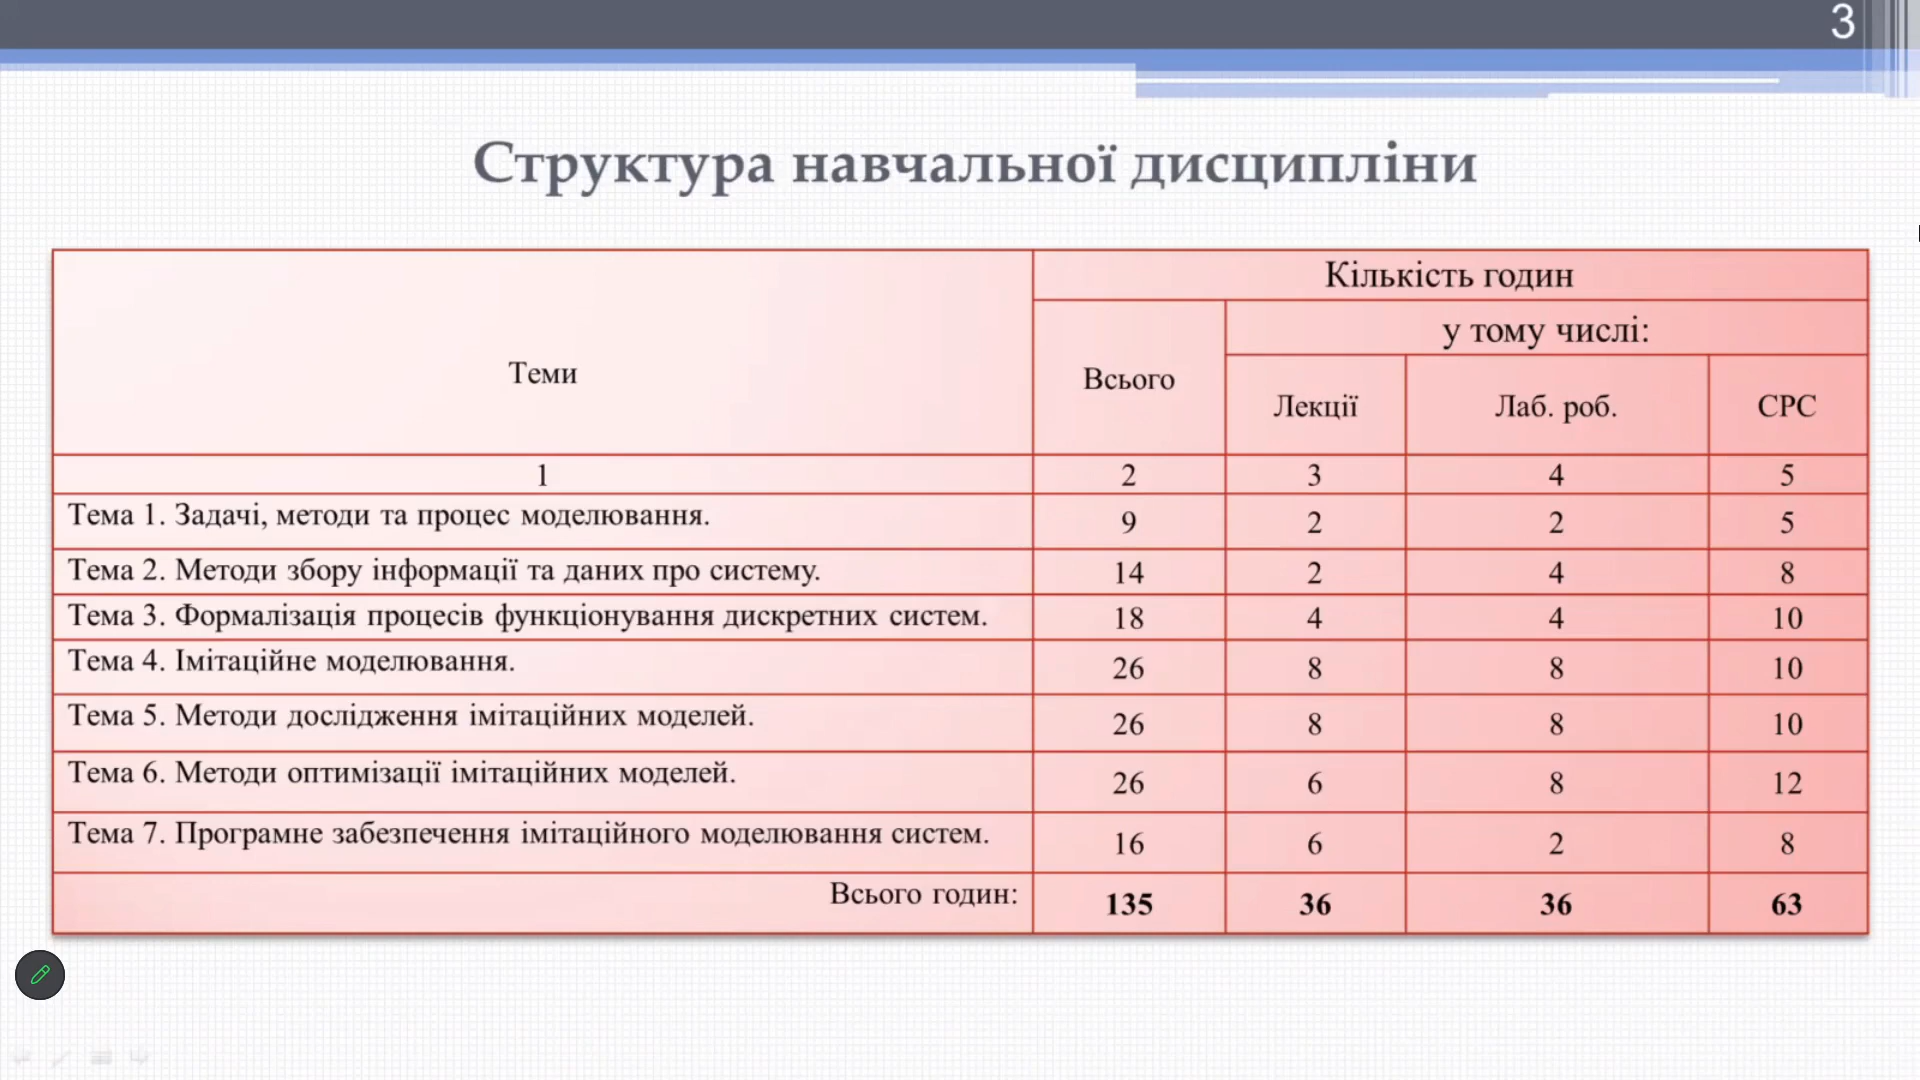 3
Структура навчальної дисципліни
Теми
Кількість годин
Всього
у тому числі:
Лекції Лаб. роб. СРС
1 2 3 4 5
Тема 1. Задачі, методи та процес моделювання. 9 2 2 5
Тема 2. Методи збору інформації та даних про систему. 14 2 4 8
Тема 3. Формалізація процесів функціонування дискретних систем. 18 4 4 10
Тема 4. Імітаційне моделювання. 26 8 8 10
Тема 5. Методи дослідження імітаційних моделей. 26 8 8 10
Тема 6. Методи оптимізації імітаційних моделей. 26 6 8 12
Тема 7. Програмне забезпечення імітаційного моделювання систем. 16 6 2 8
Всього годин: 135 36 36 63